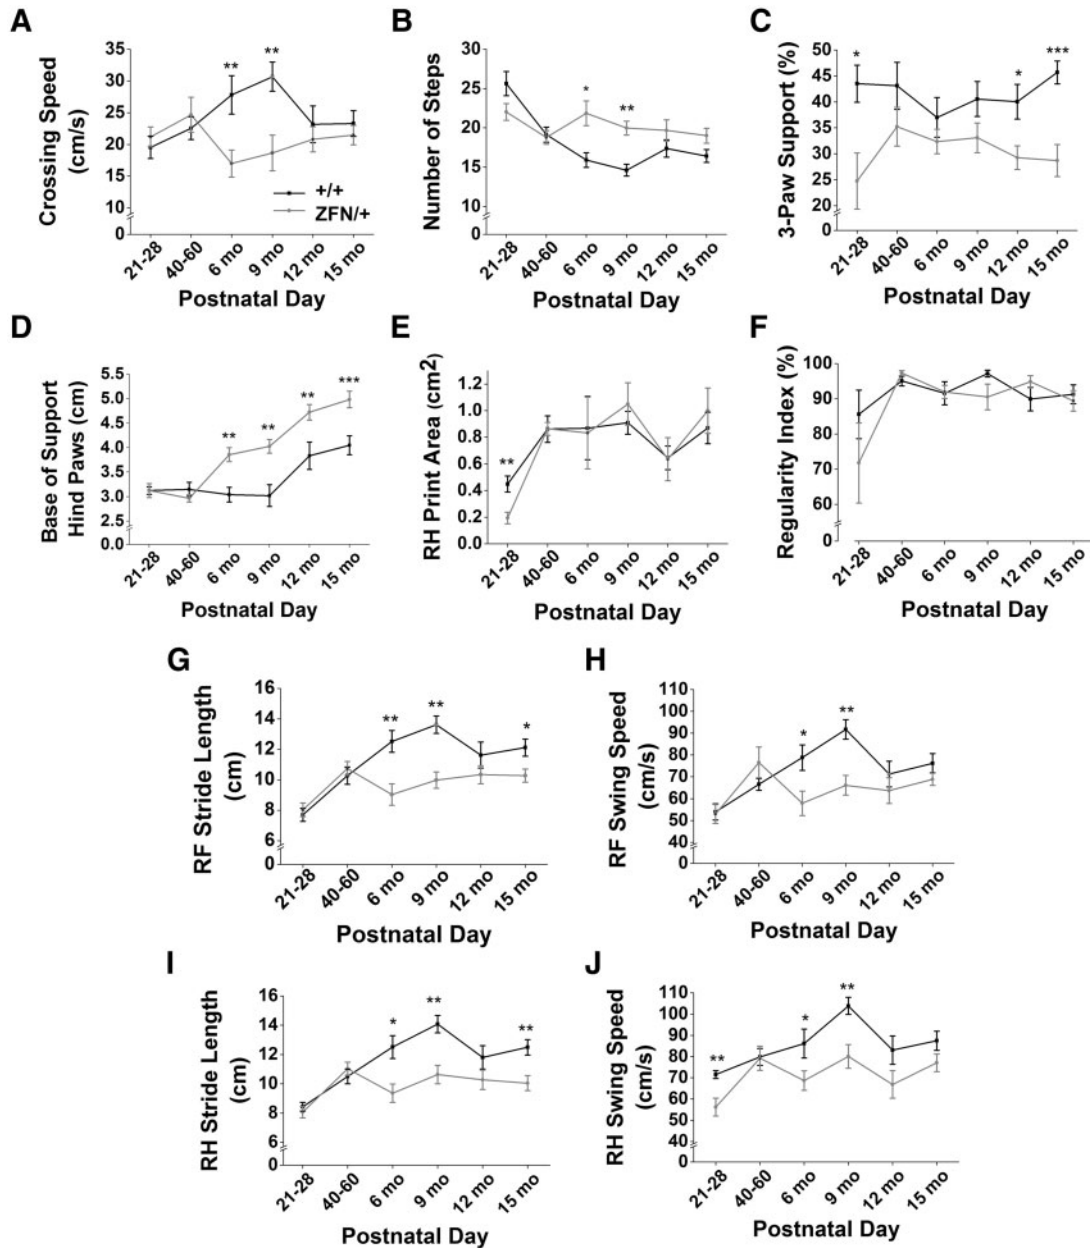 A
Crossing Speed
(cm/s)
35
30
25
20
15
10
0
** **
+/+
ZFN/+
21-28 40-60 6 mo 9 mo 12 mo 15 mo
Postnatal Day
B
Number of Steps
30
25
20
15
10
0
* **
21-28 40-60 6 mo 9 mo 12 mo 15 mo
Postnatal Day
C
3-Paw Support (%)
50
45
40
35
30
25
20
0
* * ***
21-28 40-60 6 mo 9 mo 12 mo 15 mo
Postnatal Day
D
Base of Support
Hind Paws (cm)
5.5
5.0
4.5
4.0
3.5
3.0
2.5
0.0
** ** ** ***
21-28 40-60 6 mo 9 mo 12 mo 15 mo
Postnatal Day
E
RH Print Area (cm2)
1.2
1.0
0.8
0.6
0.4
0.2
0.0
**
21-28 40-60 6 mo 9 mo 12 mo 15 mo
Postnatal Day
F
Regularity Index (%)
100
90
80
70
60
0
21-28 40-60 6 mo 9 mo 12 mo 15 mo
Postnatal Day
G
RF Stride Length
(cm)
16
14
12
10
8
6
0
** ** *
21-28 40-60 6 mo 9 mo 12 mo 15 mo
Postnatal Day
H
RF Swing Speed
(cm/s)
110
100
90
80
70
60
50
40
0
* **
21-28 40-60 6 mo 9 mo 12 mo 15 mo
Postnatal Day
I
RH Stride Length
(cm)
16
14
12
10
8
6
0
* ** **
21-28 40-60 6 mo 9 mo 12 mo 15 mo
Postnatal Day
J
RH Swing Speed
(cm/s)
110
100
90
80
70
60
50
40
0
** * **
21-28 40-60 6 mo 9 mo 12 mo 15 mo
Postnatal Day